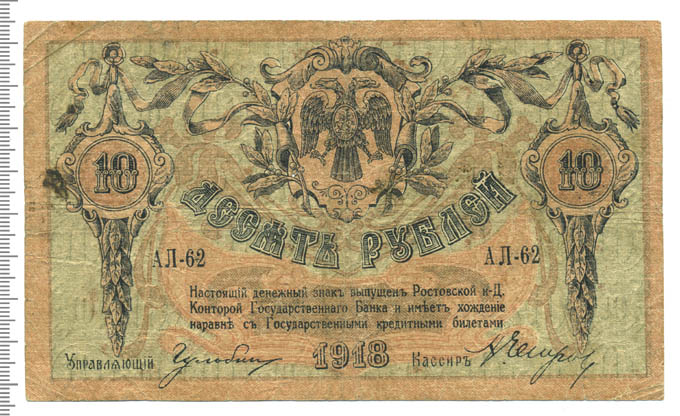 10
10
ДЕСЯТЬ РУБЛЕЙ
АЛ-62
АЛ-62
Настоящій денежный знакъ выпущенъ Ростовской н-Д.
Конторой Государственнаго Банка и имѣетъ хожденіе
наравнѣ съ Государственными кредитными билетами
Управляющій
1918
Кассиръ